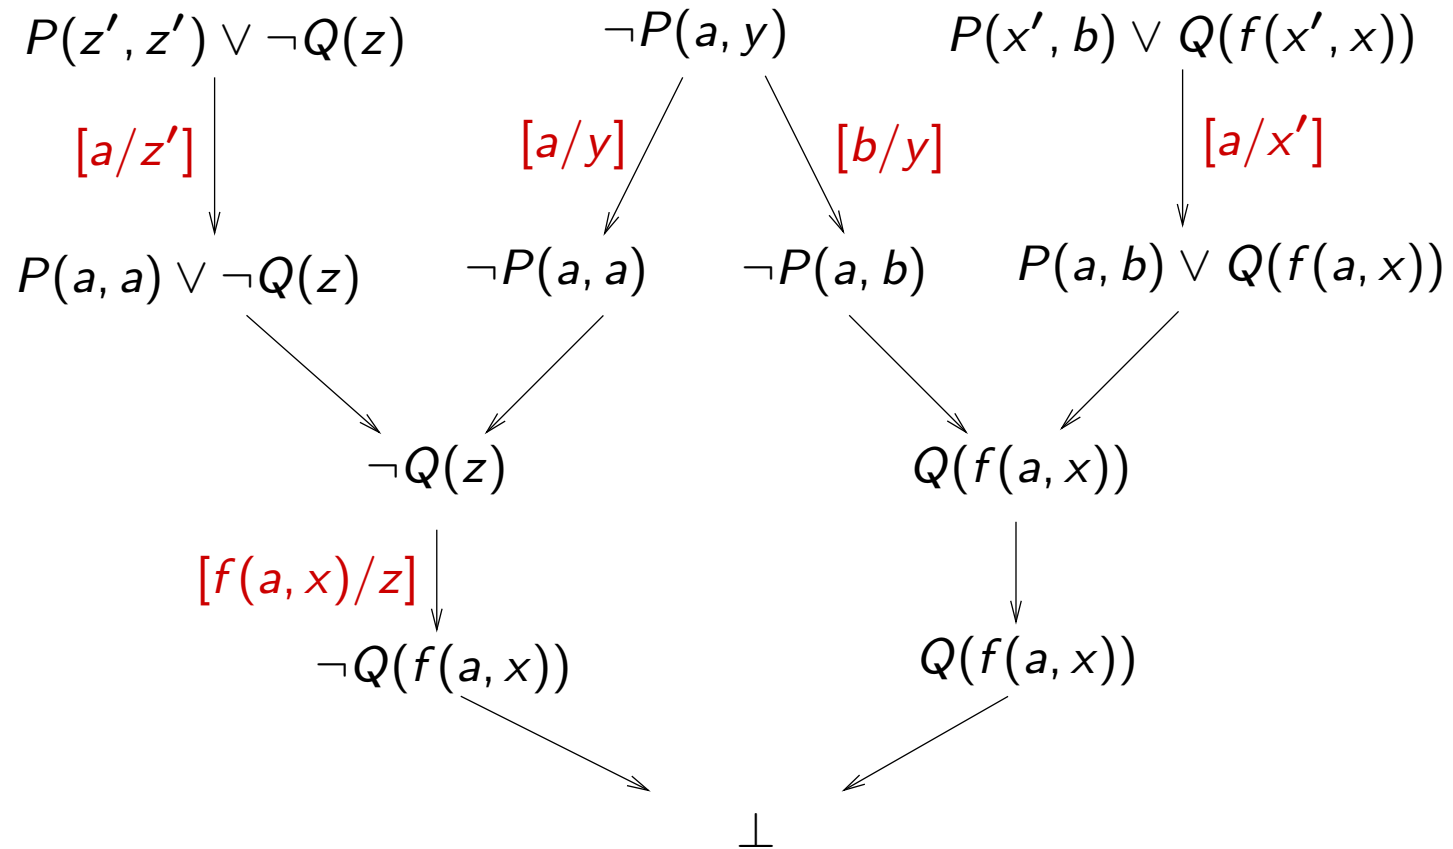 P(z′, z′) ∨ ¬Q(z) ¬P(a, y) P(x′, b) ∨ Q(f(x′, x))
[a/z′] [a/y] [b/y] [a/x′]
P(a, a) ∨ ¬Q(z) ¬P(a, a) ¬P(a, b) P(a, b) ∨ Q(f(a, x))
¬Q(z) Q(f(a, x))
[f(a, x)/z]
¬Q(f(a, x)) Q(f(a, x))
⊥